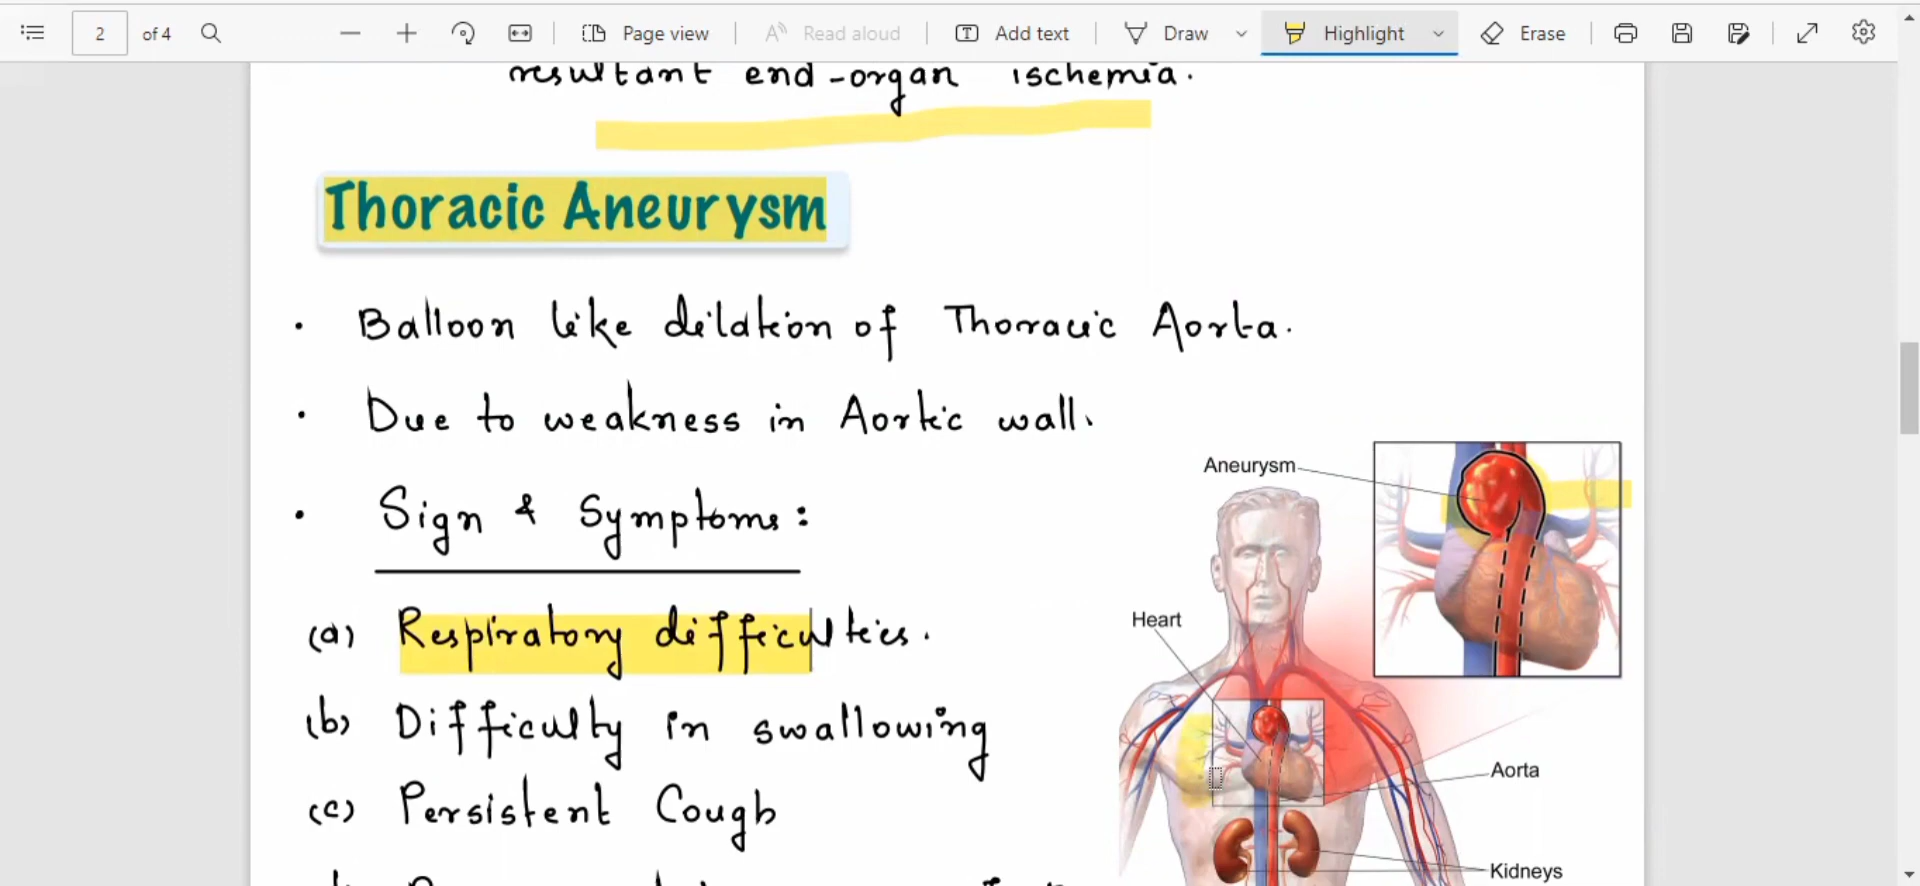 2 of 4 Page view Read aloud Add text Draw Highlight Erase
resultant end-organ ischemia.
Thoracic Aneurysm
• Balloon like dilation of Thoracic Aorta.
• Due to weakness in Aortic wall.
• Sign & Symptoms:
(a) Respiratory difficulties.
(b) Difficulty in swallowing
(c) Persistent Cough
Aneurysm
Heart
Aorta
Kidneys